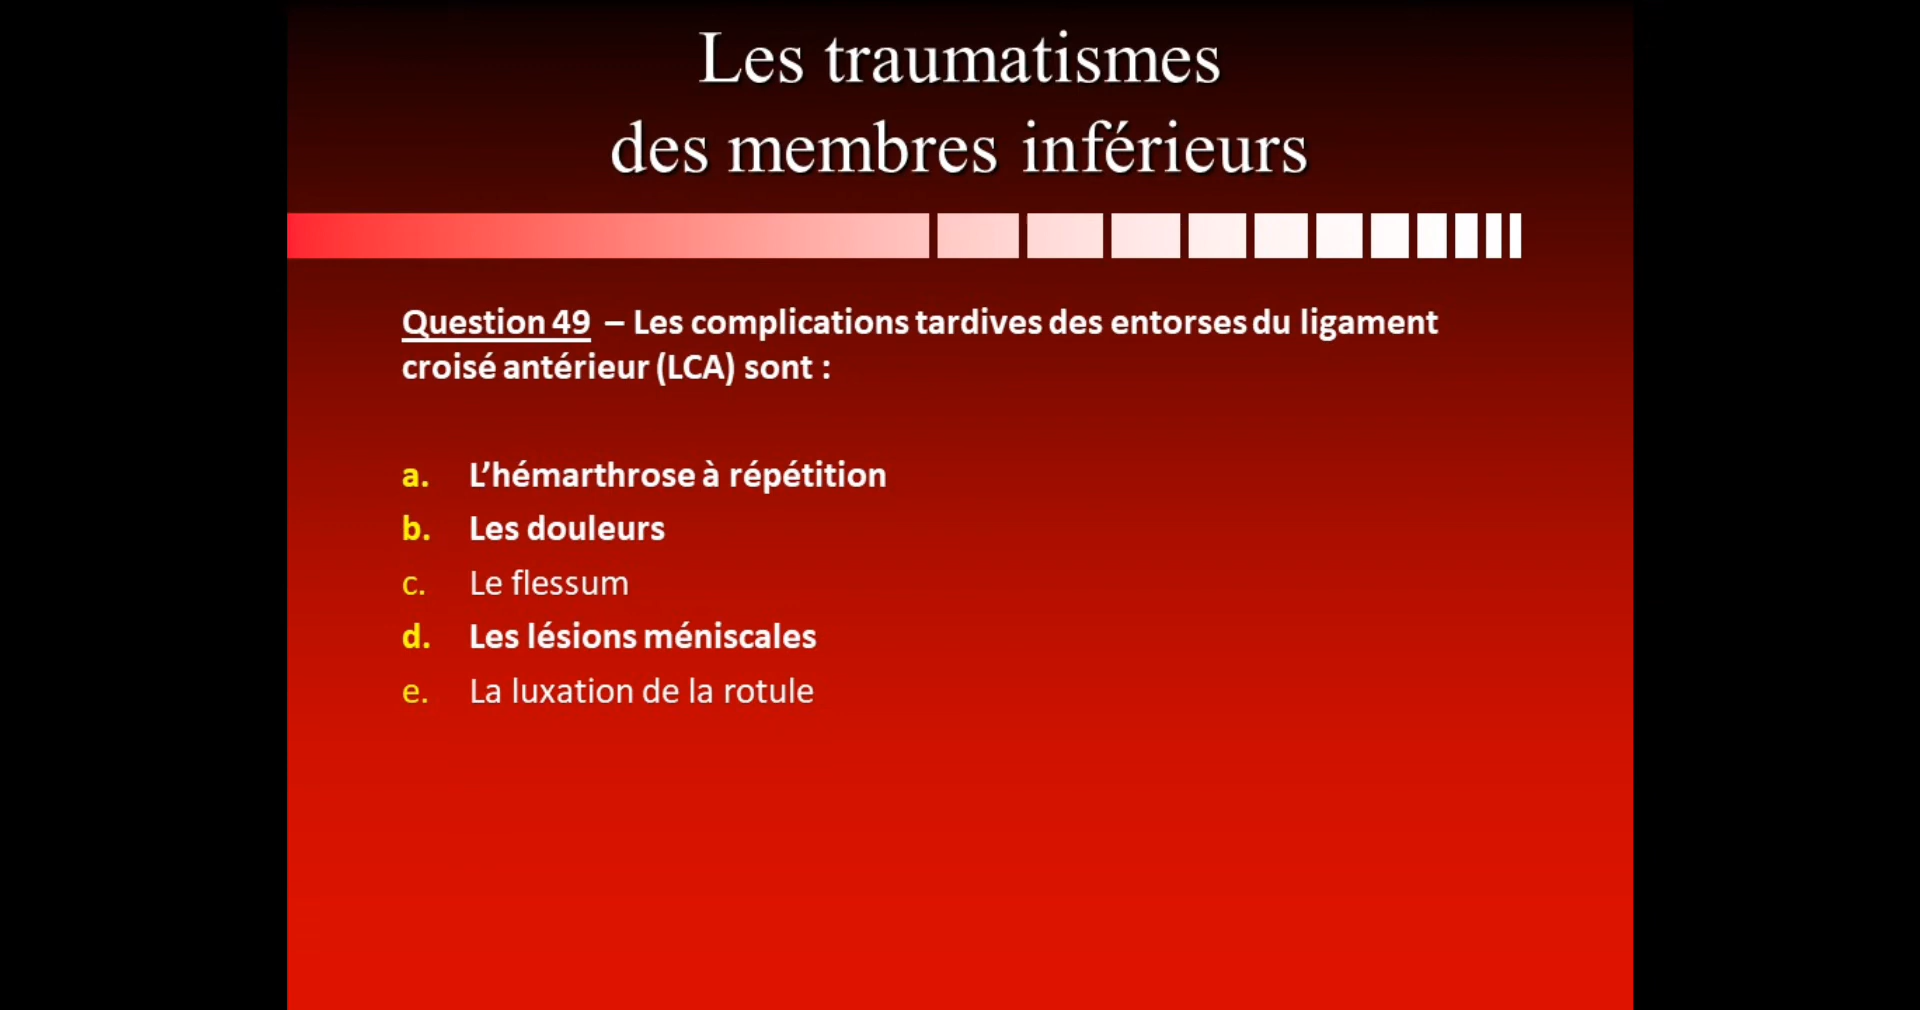 Les traumatismes
des membres inférieurs
Question 49 – Les complications tardives des entorses du ligament
croisé antérieur (LCA) sont :
a. L’hémarthrose à répétition
b. Les douleurs
c. Le flessum
d. Les lésions méniscales
e. La luxation de la rotule